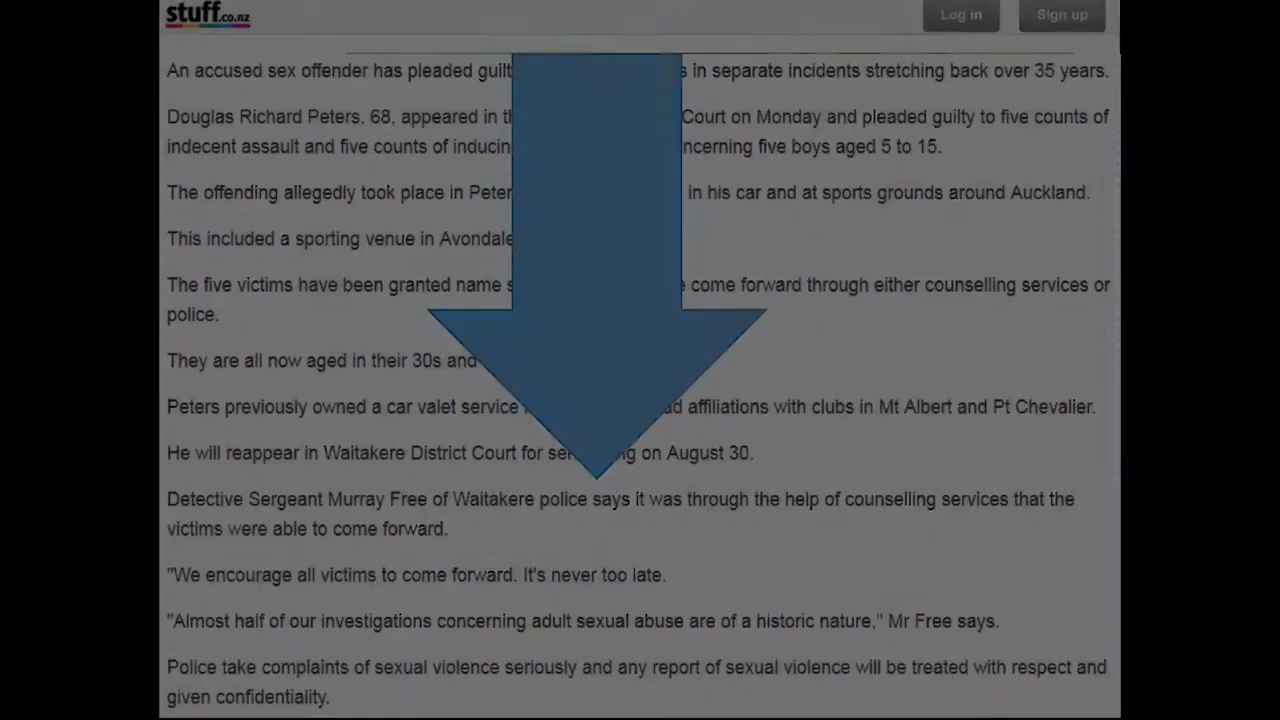 stuff.co.nz
Log in
Sign up
An accused sex offender has pleaded in separate incidents stretching back over 35 years.
Douglas Richard Peters, 68, appeared in Court on Monday and pleaded guilty to five counts of
indecent assault and five counts of five boys aged 5 to 15.
The offending allegedly took place in in his car and at sports grounds around Auckland.
This included a sporting venue in Avondale
The five victims have been granted name come forward through either counselling services or
police.
They are all now aged in their 30s and
Peters previously owned a car valet service affiliations with clubs in Mt Albert and Pt Chevalier.
He will reappear in Waitakere District Court for on August 30.
Detective Sergeant Murray Free of Waitakere police says it was through the help of counselling services that the
victims were able to come forward.
"We encourage all victims to come forward. It's never too late.
"Almost half of our investigations concerning adult sexual abuse are of a historic nature," Mr Free says.
Police take complaints of sexual violence seriously and any report of sexual violence will be treated with respect and
given confidentiality.